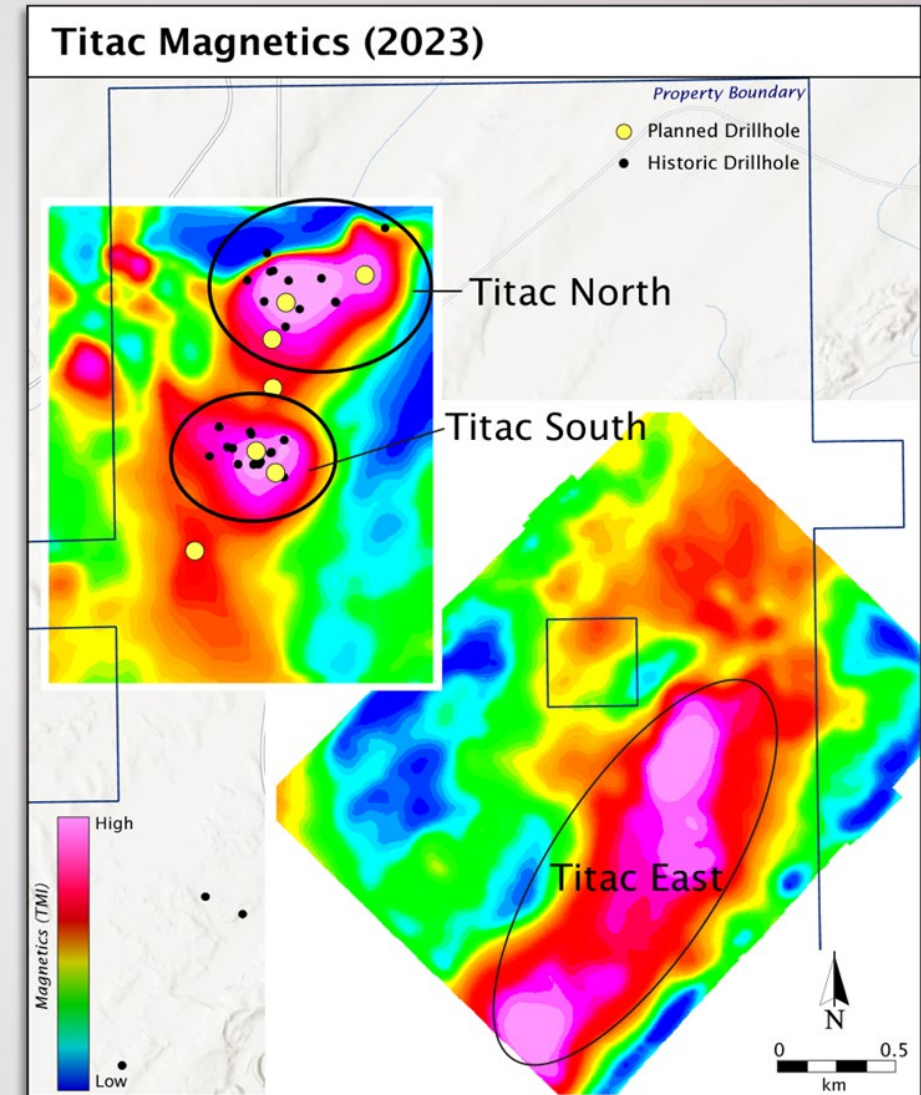 Titac Magnetics (2023)
Property Boundary
Planned Drillhole
Historic Drillhole
Titac North
Titac South
Titac East
High
Magnetics (TMI)
Low
N
0 0.5
km